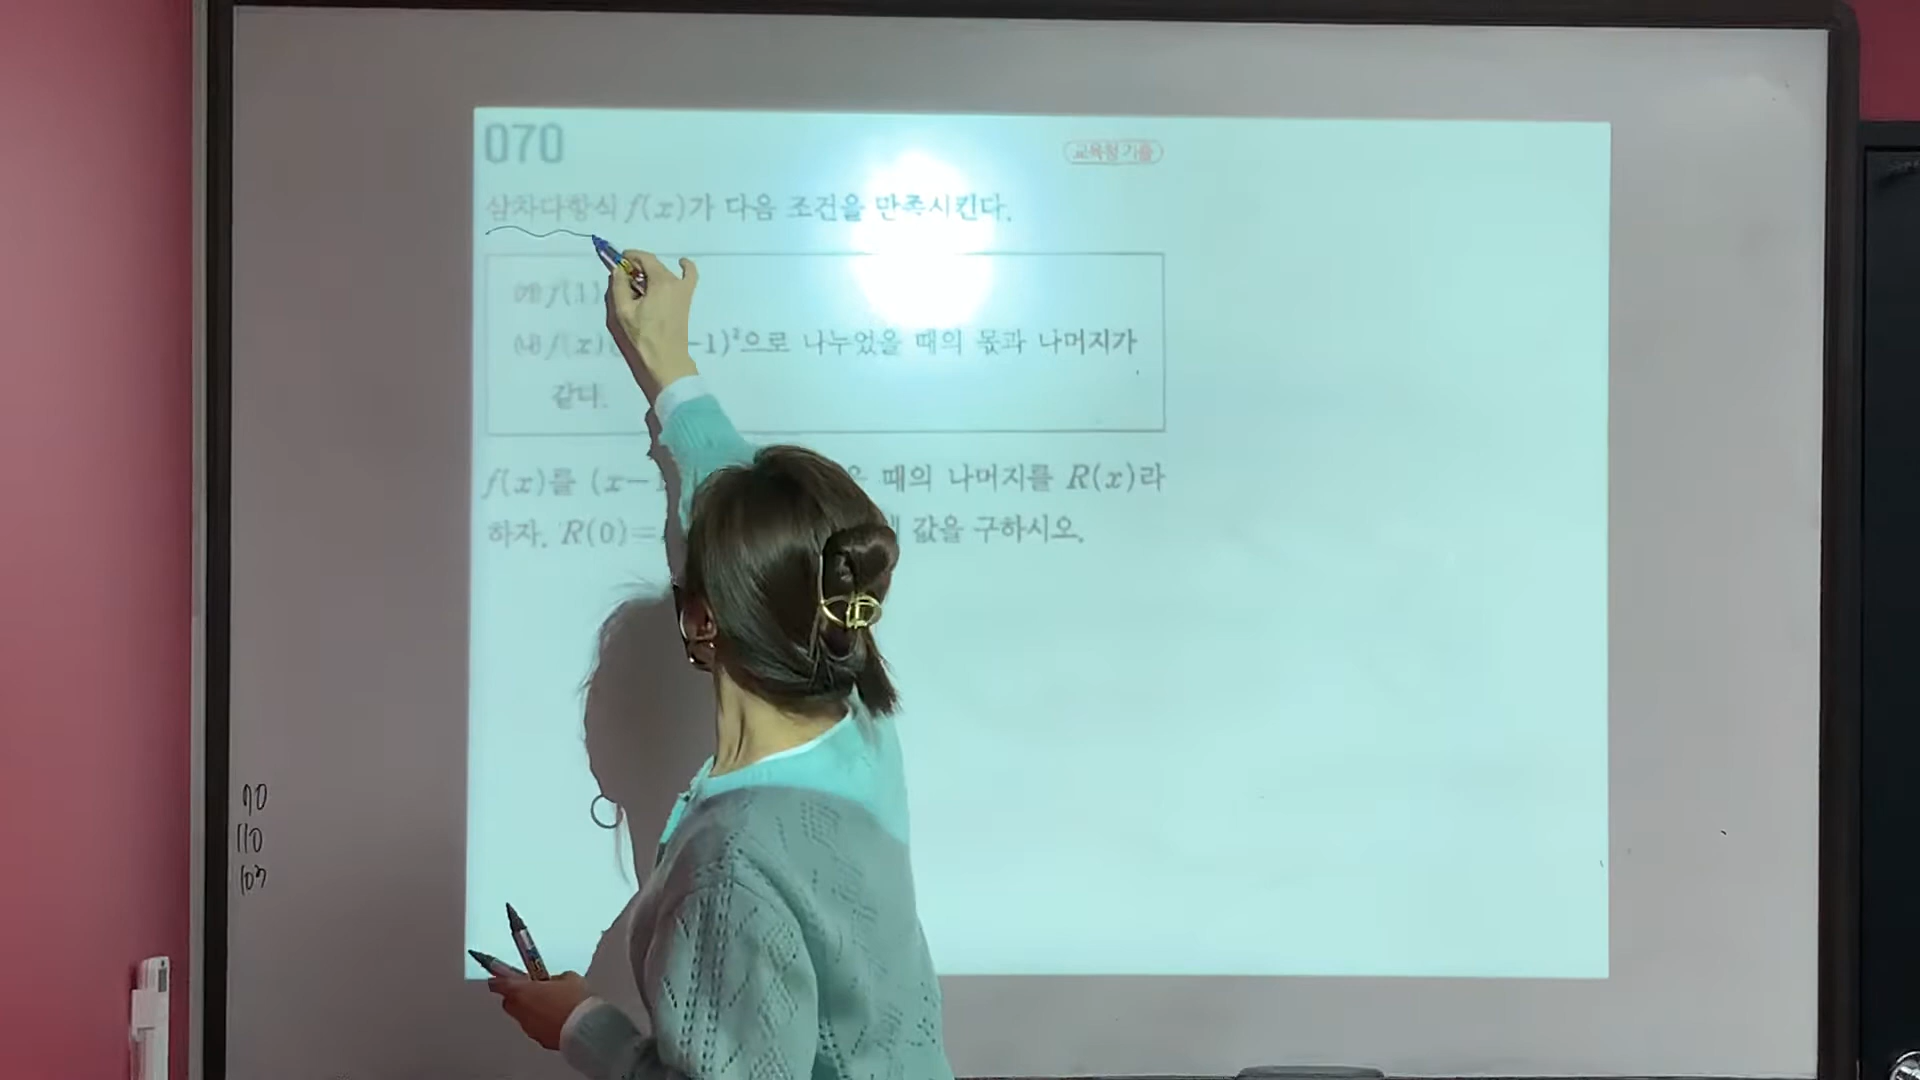 070
교육청 기출
삼차다항식 f(x)가 다음 조건을 만족시킨다.
(가) f(1)
(나) f(x) -1)²으로 나누었을 때의 몫과 나머지가
같다.
f(x)를 (x- 때의 나머지를 R(x)라
하자. R(0)= 값을 구하시오.
70
110
103